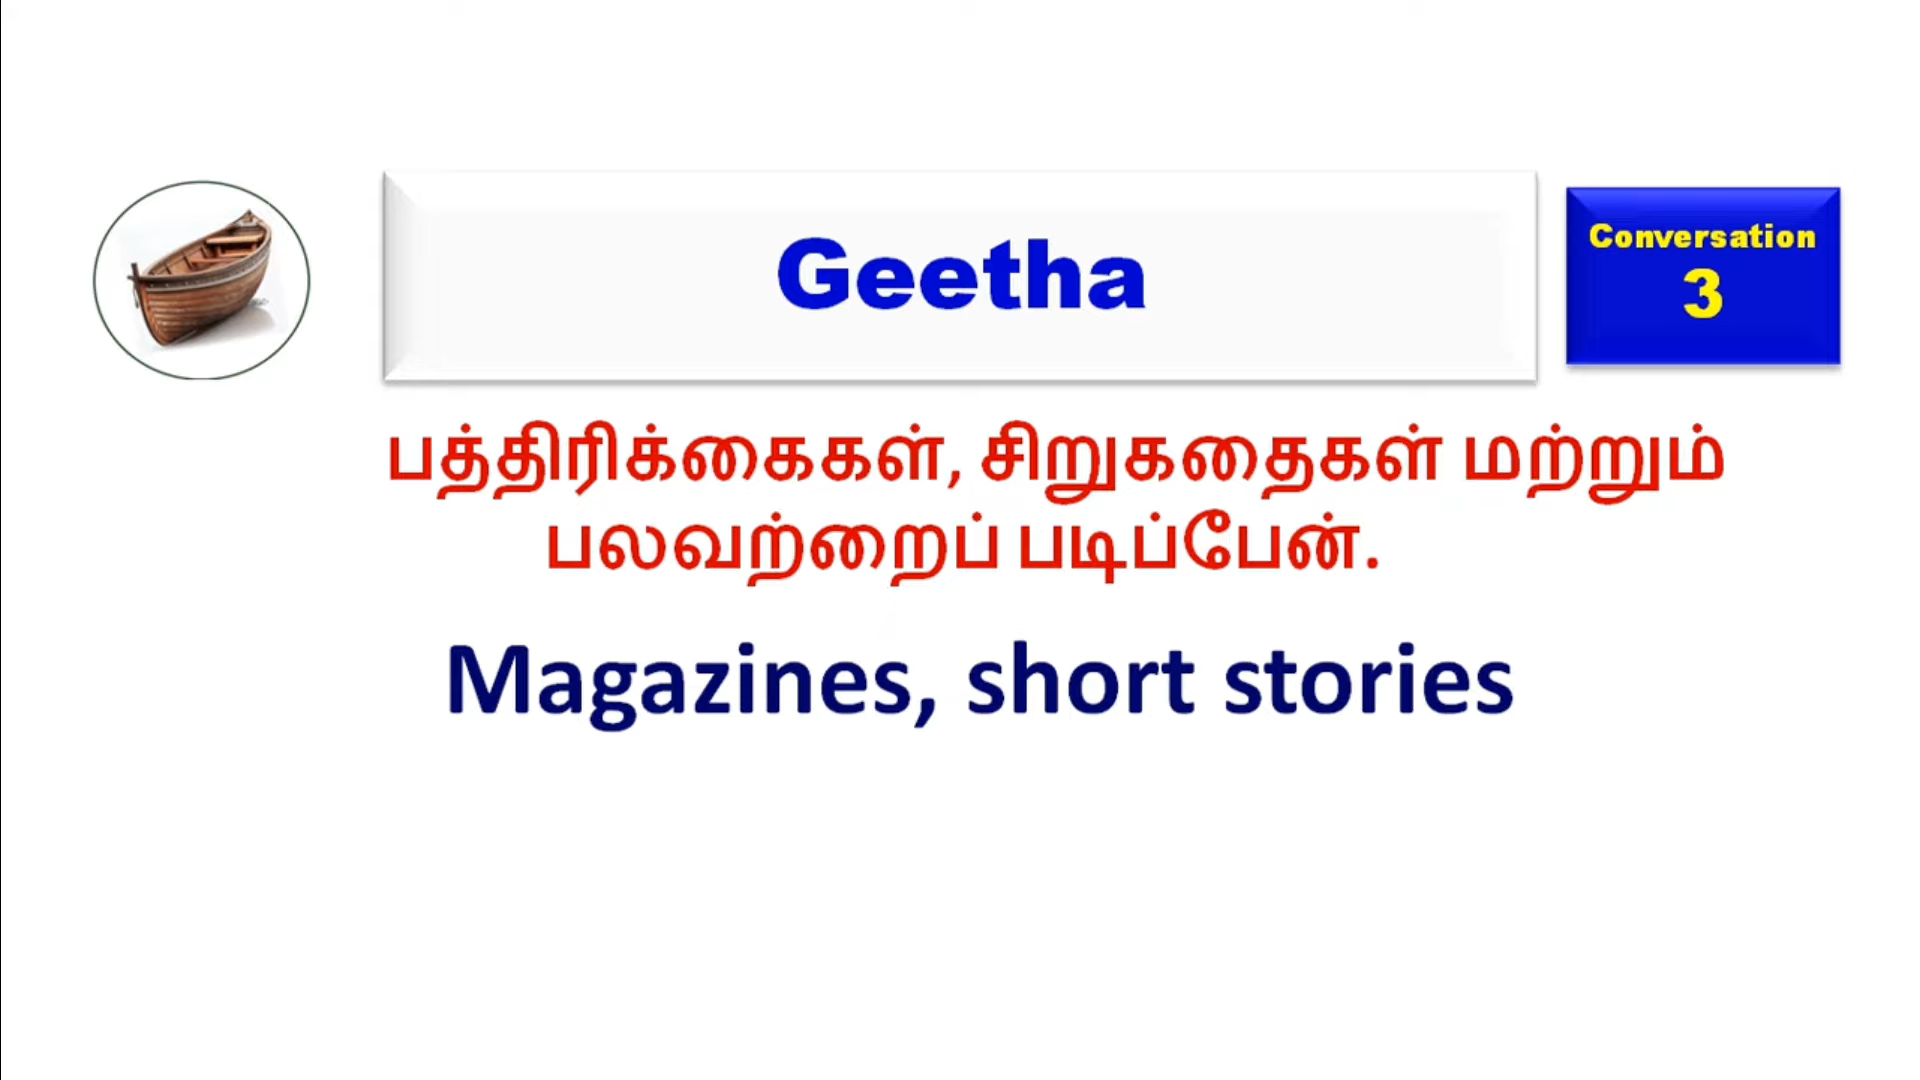 Geetha
Conversation
3
பத்திரிக்கைகள், சிறுகதைகள் மற்றும்
பலவற்றைப் படிப்பேன்.
Magazines, short stories